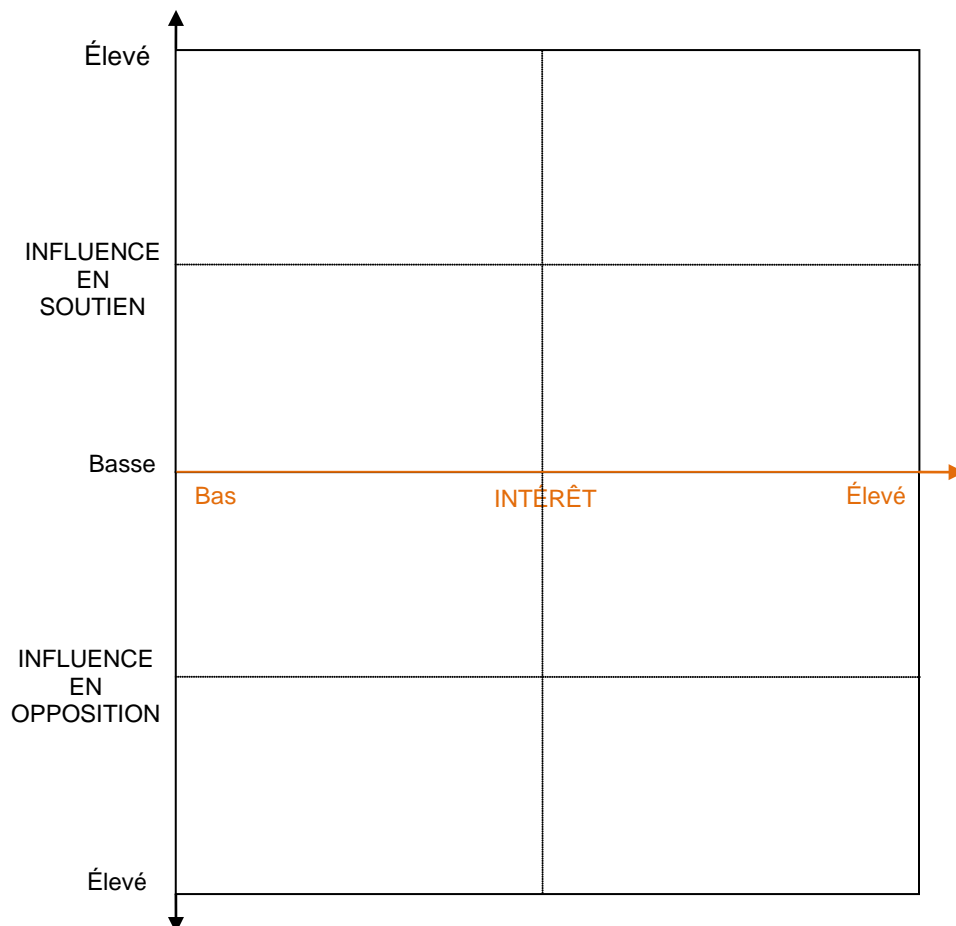 Élevé
INFLUENCE
EN
SOUTIEN
Basse
Bas
INTÉRÊT
Élevé
INFLUENCE
EN
OPPOSITION
Élevé